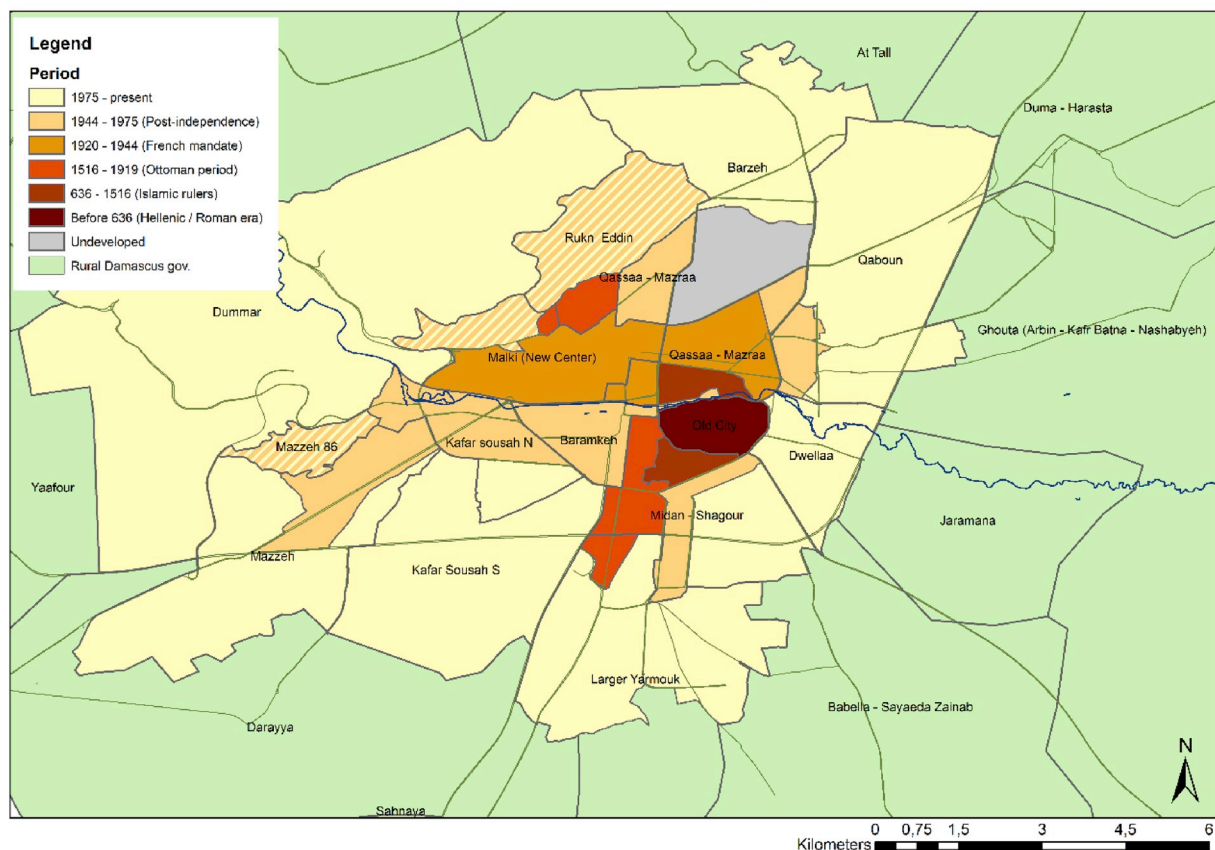 Legend
Period
1975 - present
1944 - 1975 (Post-independence)
1920 - 1944 (French mandate)
1516 - 1919 (Ottoman period)
636 - 1516 (Islamic rulers)
Before 636 (Hellenic / Roman era)
Undeveloped
Rural Damascus gov.
At Tall
Duma - Harasta
Barzeh
Rukn Eddin
Qassaa - Mazraa
Qaboun
Dummar
Ghouta (Arbin - Kafr Batna - Nashabyeh)
Malki (New Center)
Qassaa - Mazraa
Old City
Mazzeh 86
Kafar sousah N
Baramkeh
Dwellaa
Yaafour
Midan - Shagour
Jaramana
Mazzeh
Kafar Sousah S
Larger Yarmouk
Babella - Sayaeda Zainab
Darayya
Sahnaya
N
0 0,75 1,5 3 4,5 6
Kilometers